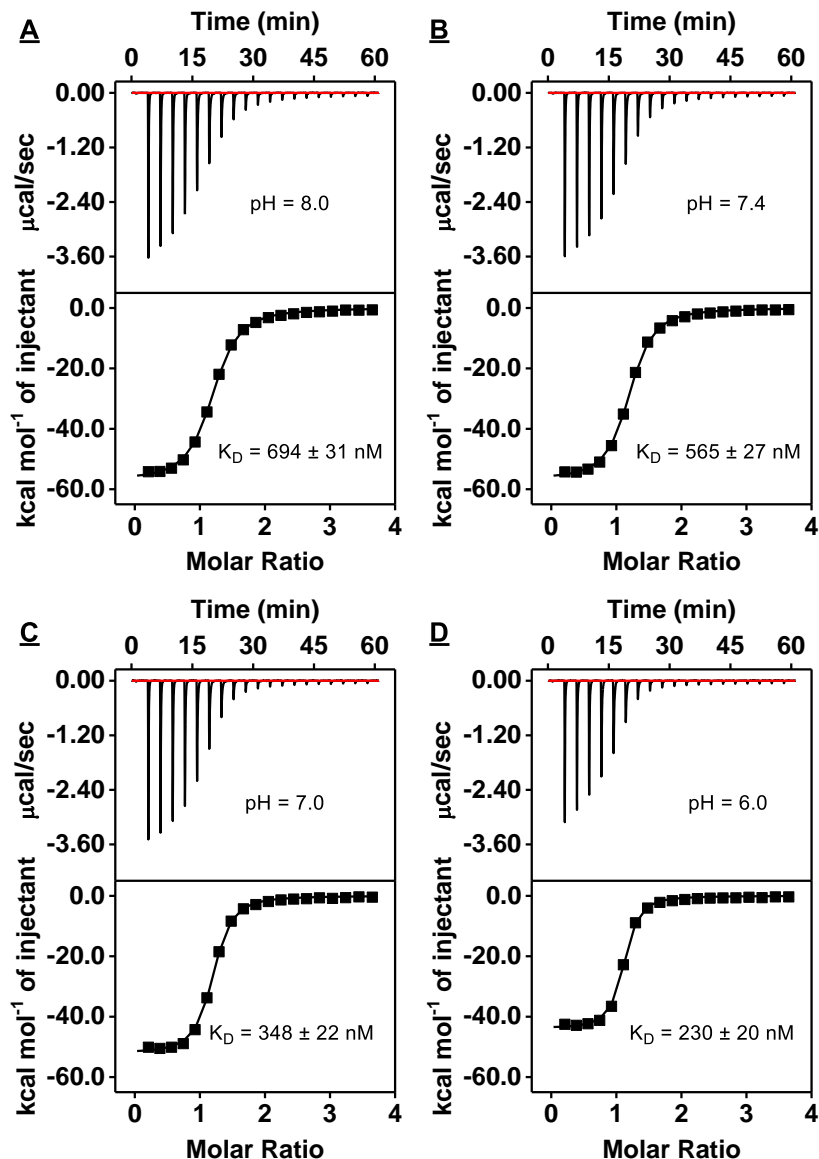 A
Time (min)
0 15 30 45 60
0.00
-1.20
-2.40
-3.60
μcal/sec
pH = 8.0
0.0
-20.0
-40.0
-60.0
kcal mol⁻¹ of injectant
K_D = 694 ± 31 nM
0 1 2 3 4
Molar Ratio
B
Time (min)
0 15 30 45 60
0.00
-1.20
-2.40
-3.60
μcal/sec
pH = 7.4
0.0
-20.0
-40.0
-60.0
kcal mol⁻¹ of injectant
K_D = 565 ± 27 nM
0 1 2 3 4
Molar Ratio
C
Time (min)
0 15 30 45 60
0.00
-1.20
-2.40
-3.60
μcal/sec
pH = 7.0
0.0
-20.0
-40.0
-60.0
kcal mol⁻¹ of injectant
K_D = 348 ± 22 nM
0 1 2 3 4
Molar Ratio
D
Time (min)
0 15 30 45 60
0.00
-1.20
-2.40
-3.60
μcal/sec
pH = 6.0
0.0
-20.0
-40.0
-60.0
kcal mol⁻¹ of injectant
K_D = 230 ± 20 nM
0 1 2 3 4
Molar Ratio